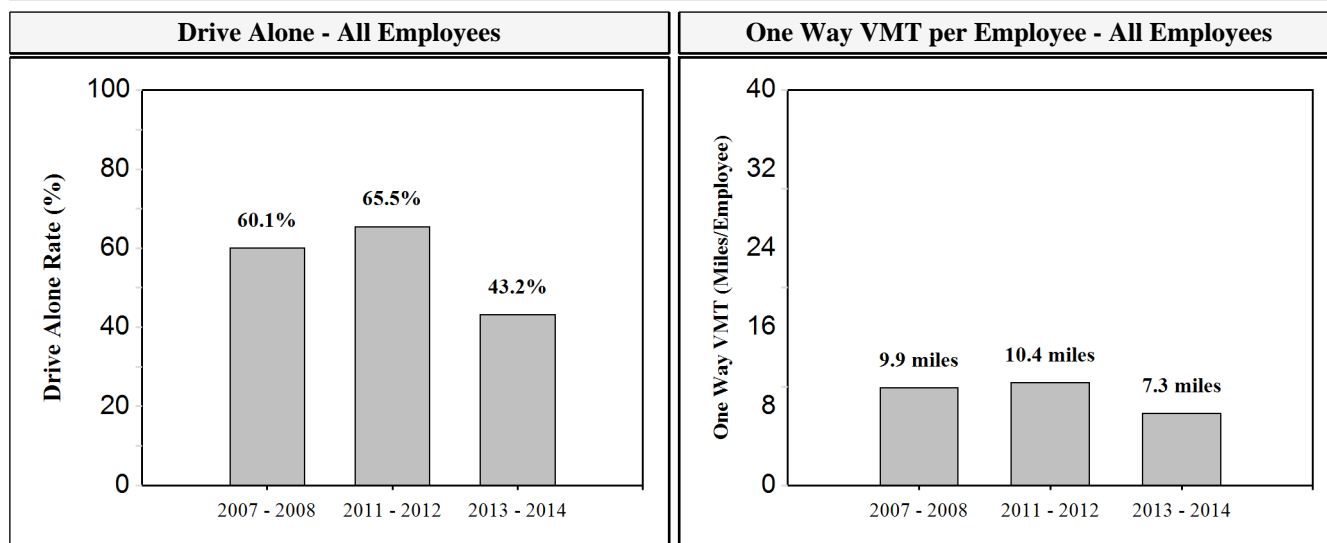 Drive Alone - All Employees
One Way VMT per Employee - All Employees
Drive Alone Rate (%)
100
80
60
40
20
0
60.1%
65.5%
43.2%
2007 - 2008
2011 - 2012
2013 - 2014
One Way VMT (Miles/Employee)
40
32
24
16
8
0
9.9 miles
10.4 miles
7.3 miles
2007 - 2008
2011 - 2012
2013 - 2014